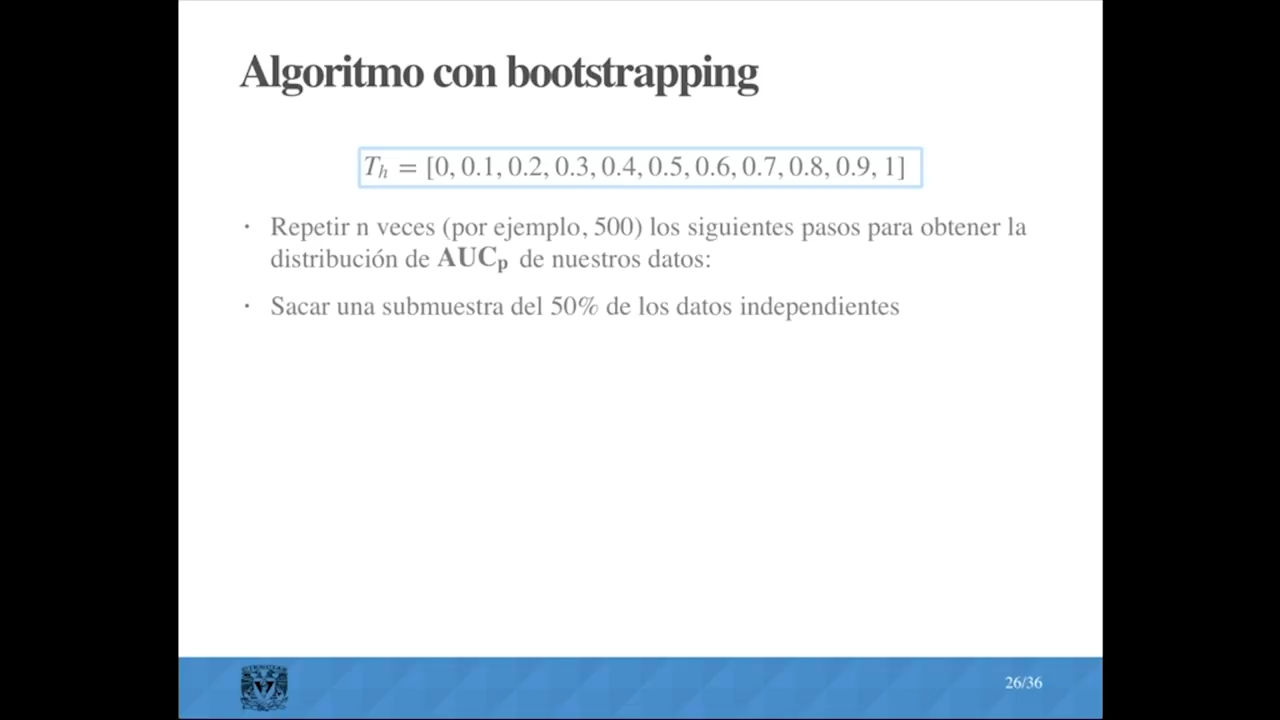 Algoritmo con bootstrapping
T_h = [0, 0.1, 0.2, 0.3, 0.4, 0.5, 0.6, 0.7, 0.8, 0.9, 1]
· Repetir n veces (por ejemplo, 500) los siguientes pasos para obtener la
distribución de AUC_p de nuestros datos:
· Sacar una submuestra del 50% de los datos independientes
26/36